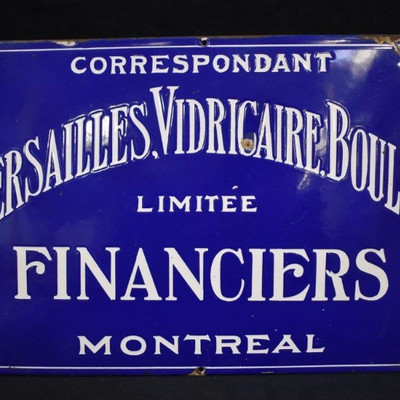 CORRESPONDANT
ERSAILLES, VIDRICAIRE, BOUL
LIMITÉE
FINANCIERS
MONTREAL